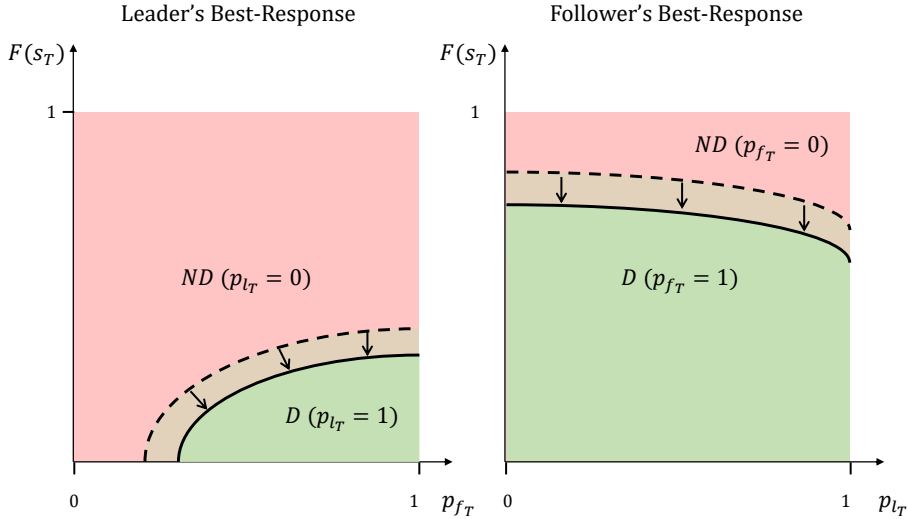 Leader's Best-Response
F(s_T)
1
ND (p_{l_T} = 0)
D (p_{l_T} = 1)
0
1
p_{f_T}
Follower's Best-Response
F(s_T)
1
ND (p_{f_T} = 0)
D (p_{f_T} = 1)
0
1
p_{l_T}